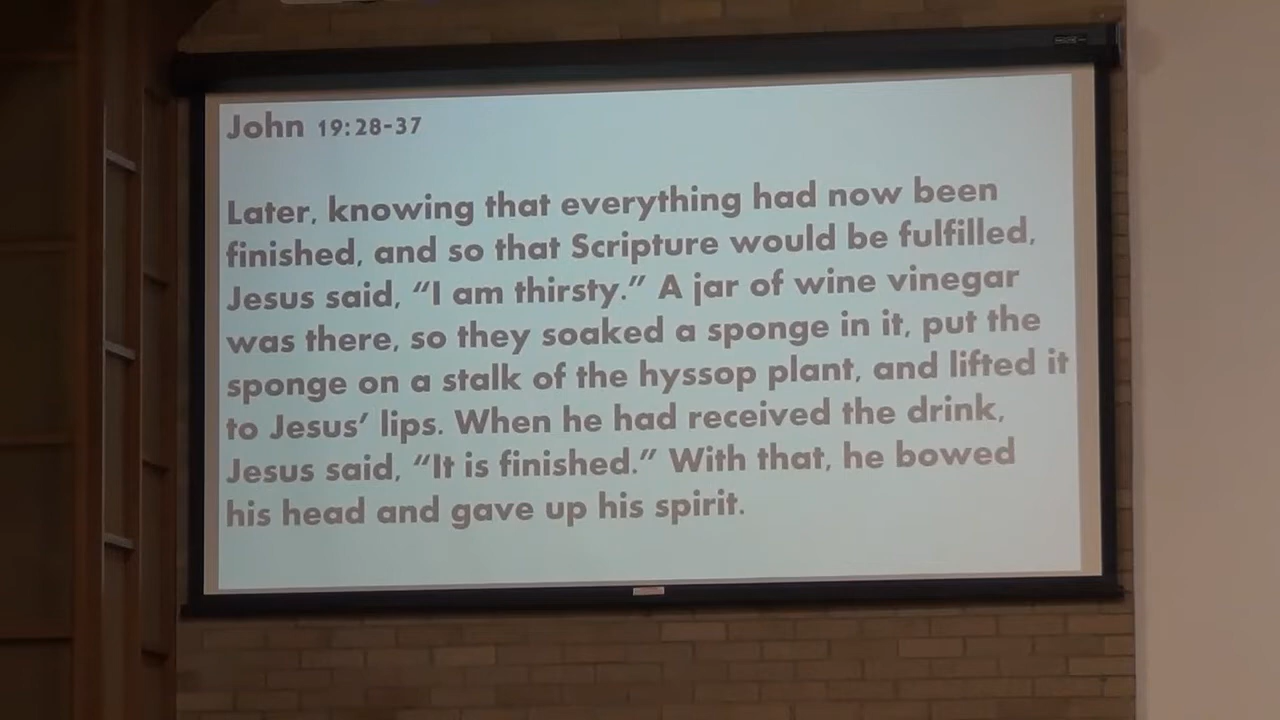 John 19:28-37
Later, knowing that everything had now been
finished, and so that Scripture would be fulfilled,
Jesus said, “I am thirsty.” A jar of wine vinegar
was there, so they soaked a sponge in it, put the
sponge on a stalk of the hyssop plant, and lifted it
to Jesus’ lips. When he had received the drink,
Jesus said, “It is finished.” With that, he bowed
his head and gave up his spirit.